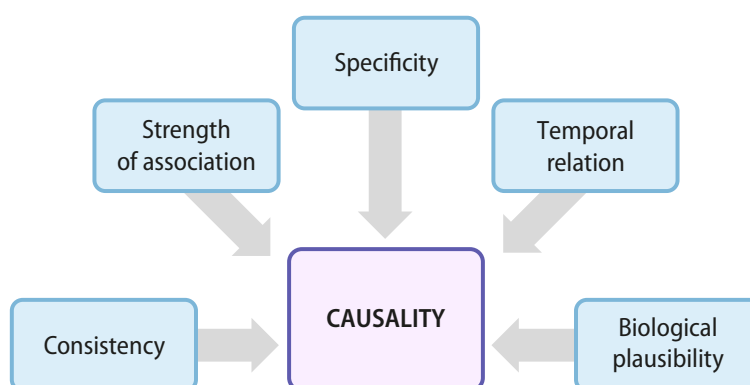 Specificity
Strength
of association
Temporal
relation
Consistency
CAUSALITY
Biological
plausibility